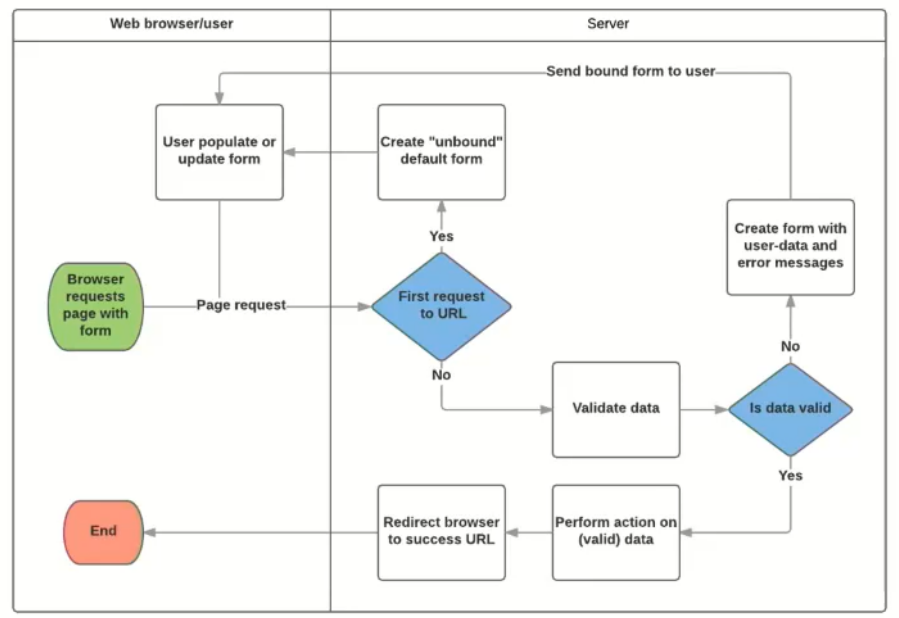 Web browser/user
Server
Send bound form to user
User populate or
update form
Create "unbound"
default form
Yes
Create form with
user-data and
error messages
Browser
requests
page with
form
Page request
First request
to URL
No
No
Validate data
Is data valid
Yes
End
Redirect browser
to success URL
Perform action on
(valid) data